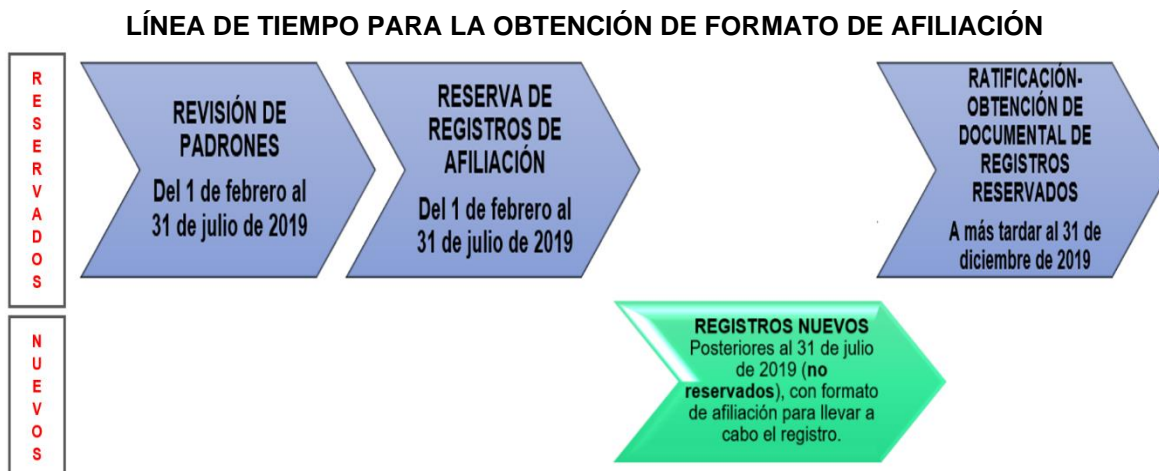 LÍNEA DE TIEMPO PARA LA OBTENCIÓN DE FORMATO DE AFILIACIÓN
R
E
S
E
R
V
A
D
O
S
REVISIÓN DE
PADRONES
Del 1 de febrero al
31 de julio de 2019
RESERVA DE
REGISTROS DE
AFILIACIÓN
Del 1 de febrero al
31 de julio de 2019
RATIFICACIÓN-
OBTENCIÓN DE
DOCUMENTAL DE
REGISTROS
RESERVADOS
A más tardar al 31 de
diciembre de 2019
N
U
E
V
O
S
REGISTROS NUEVOS
Posteriores al 31 de julio
de 2019 (no
reservados), con formato
de afiliación para llevar a
cabo el registro.